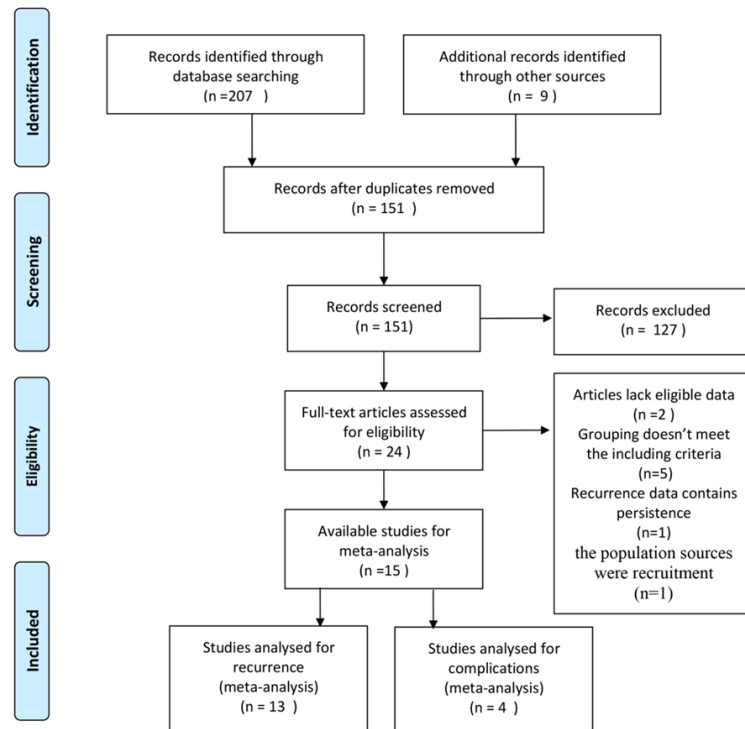 Identification
Records identified through
database searching
(n =207 )
Additional records identified
through other sources
(n = 9 )
Records after duplicates removed
(n = 151 )
Screening
Records screened
(n = 151)
Records excluded
(n = 127 )
Eligibility
Full-text articles assessed
for eligibility
(n = 24 )
Articles lack eligible data
(n =2 )
Grouping doesn't meet
the including criteria
(n=5)
Recurrence data contains
persistence
(n=1)
the population sources
were recruitment
(n=1)
Available studies for
meta-analysis
(n =15 )
Included
Studies analysed for
recurrence
(meta-analysis)
(n = 13 )
Studies analysed for
complications
(meta-analysis)
(n = 4 )